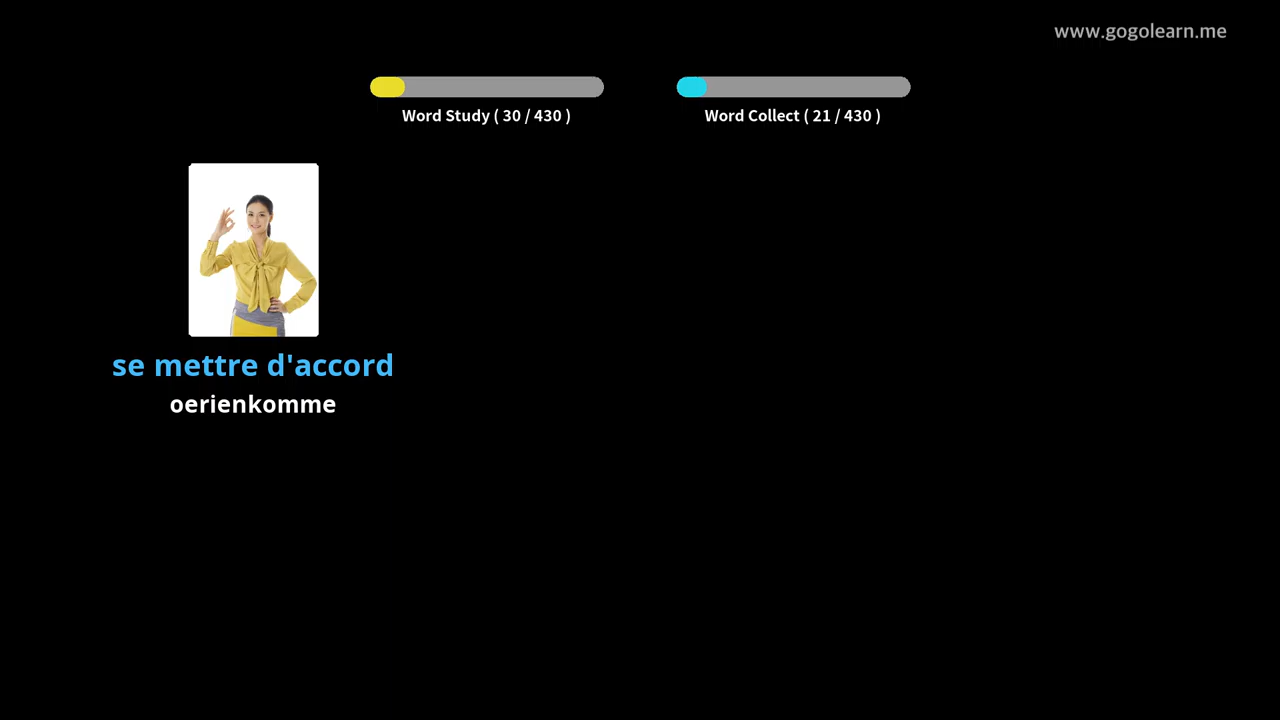 www.gogolearn.me
Word Study ( 30 / 430 )
Word Collect ( 21 / 430 )
se mettre d'accord
oerienkomme